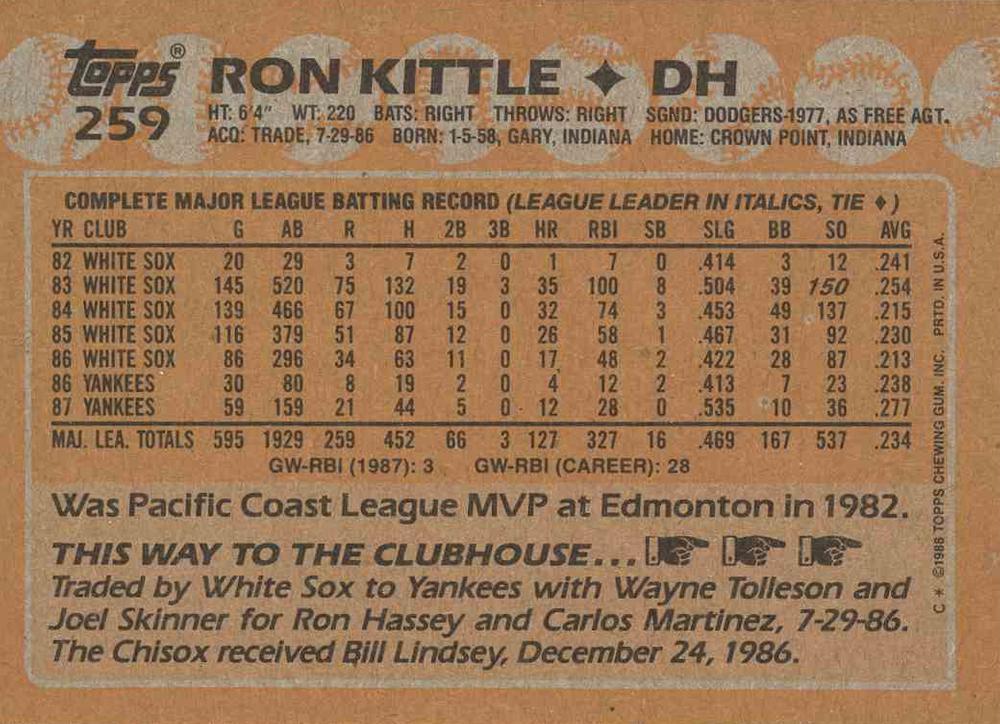 Topps®
259
RON KITTLE ♦ DH
HT: 6'4" WT: 220 BATS: RIGHT THROWS: RIGHT SGND: DODGERS-1977, AS FREE AGT.
ACQ: TRADE, 7-29-86 BORN: 1-5-58, GARY, INDIANA HOME: CROWN POINT, INDIANA
COMPLETE MAJOR LEAGUE BATTING RECORD (LEAGUE LEADER IN ITALICS, TIE ♦)
YR CLUB G AB R H 2B 3B HR RBI SB SLG BB SO AVG
82 WHITE SOX 20 29 3 7 2 0 1 7 0 .414 3 12 .241
83 WHITE SOX 145 520 75 132 19 3 35 100 8 .504 39 150 .254
84 WHITE SOX 139 466 67 100 15 0 32 74 3 .453 49 137 .215
85 WHITE SOX 116 379 51 87 12 0 26 58 1 .467 31 92 .230
86 WHITE SOX 86 296 34 63 11 0 17 48 2 .422 28 87 .213
86 YANKEES 30 80 8 19 2 0 4 12 2 .413 7 23 .238
87 YANKEES 59 159 21 44 5 0 12 28 0 .535 10 36 .277
MAJ. LEA. TOTALS 595 1929 259 452 66 3 127 327 16 .469 167 537 .234
GW-RBI (1987): 3 GW-RBI (CAREER): 28
Was Pacific Coast League MVP at Edmonton in 1982.
THIS WAY TO THE CLUBHOUSE...
Traded by White Sox to Yankees with Wayne Tolleson and
Joel Skinner for Ron Hassey and Carlos Martinez, 7-29-86.
The Chisox received Bill Lindsey, December 24, 1986.
C * ©1988 TOPPS CHEWING GUM, INC. PRTD. IN U.S.A.